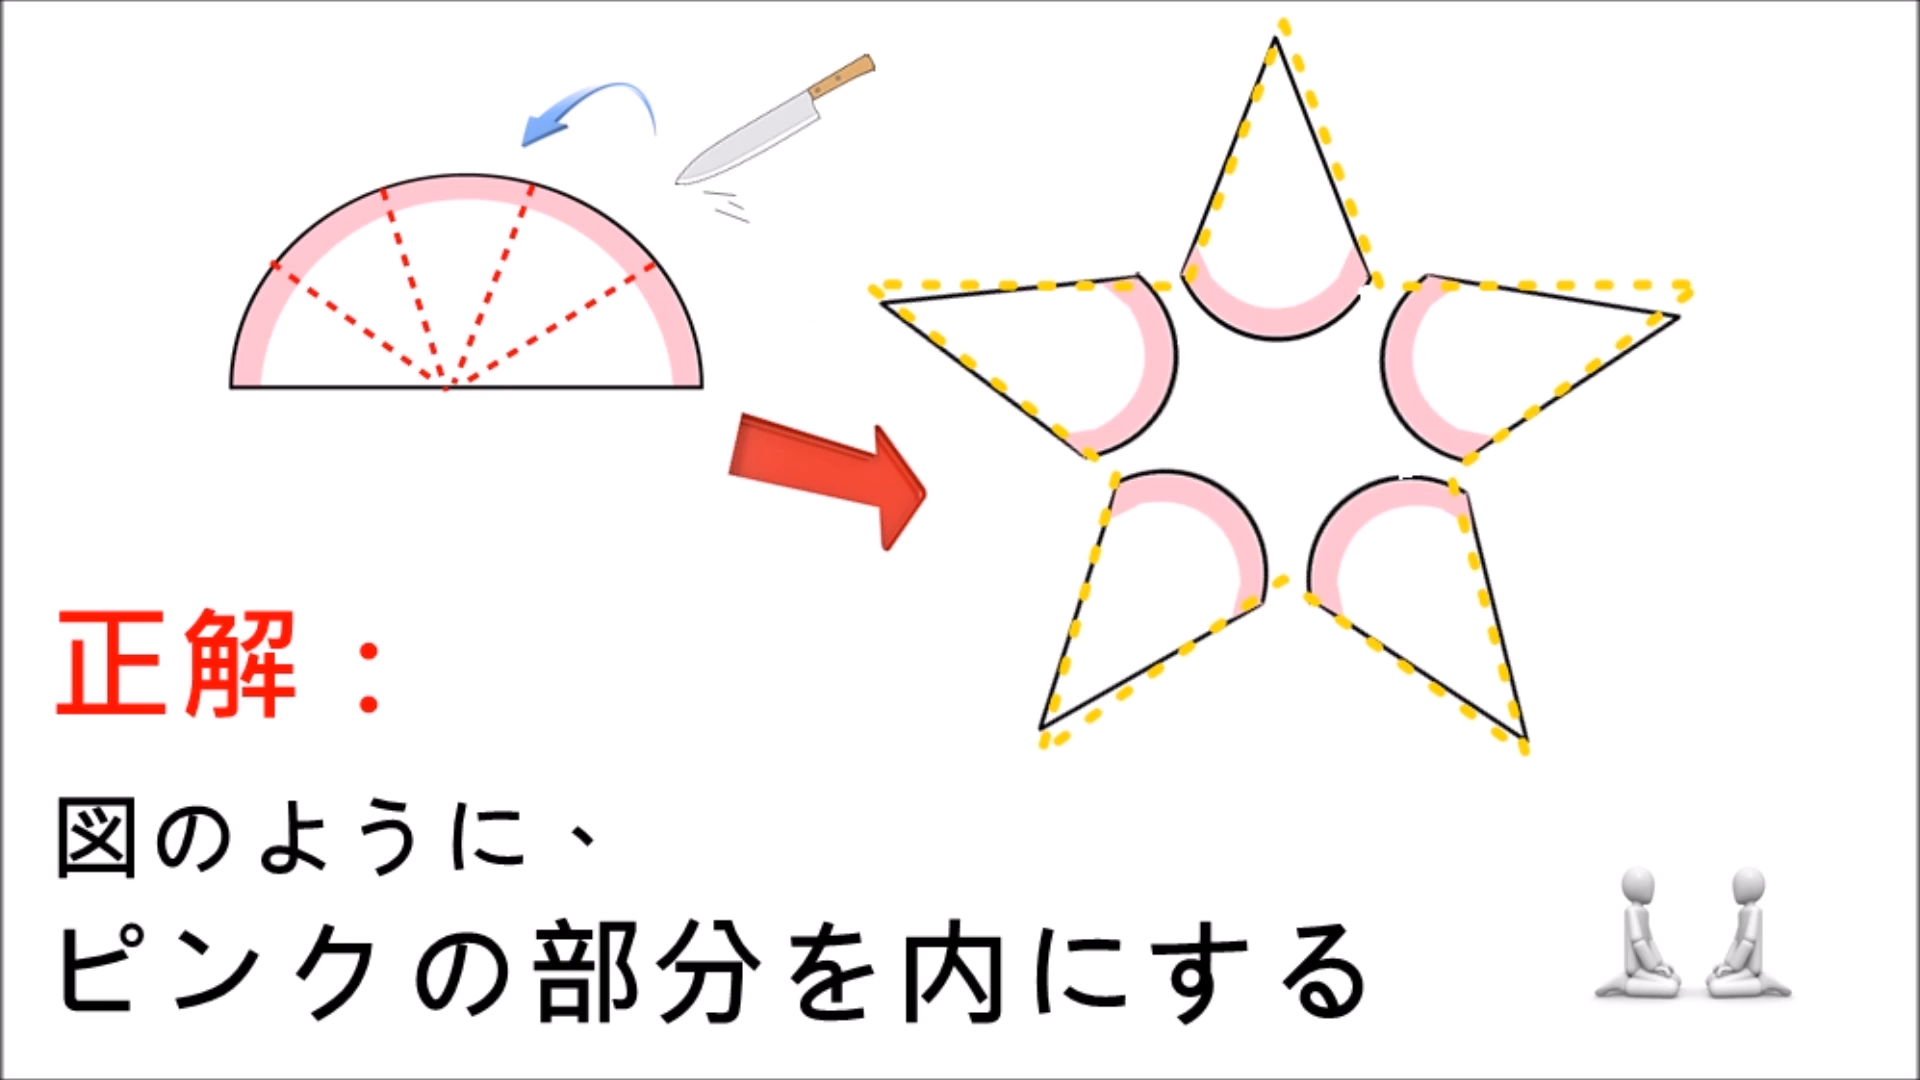 正解：
図のように、
ピンクの部分を内にする